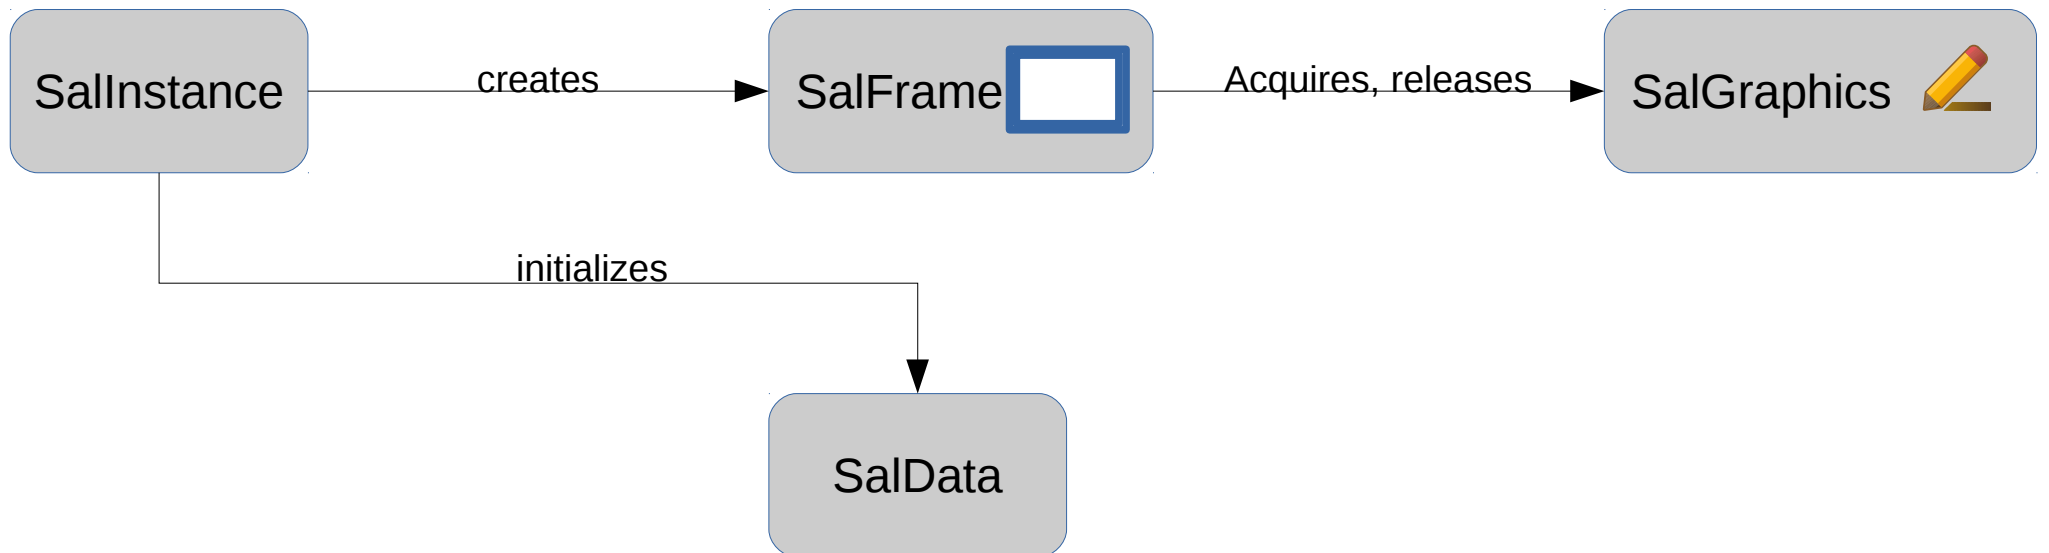 SalInstance
creates
SalFrame
Acquires, releases
SalGraphics
initializes
SalData